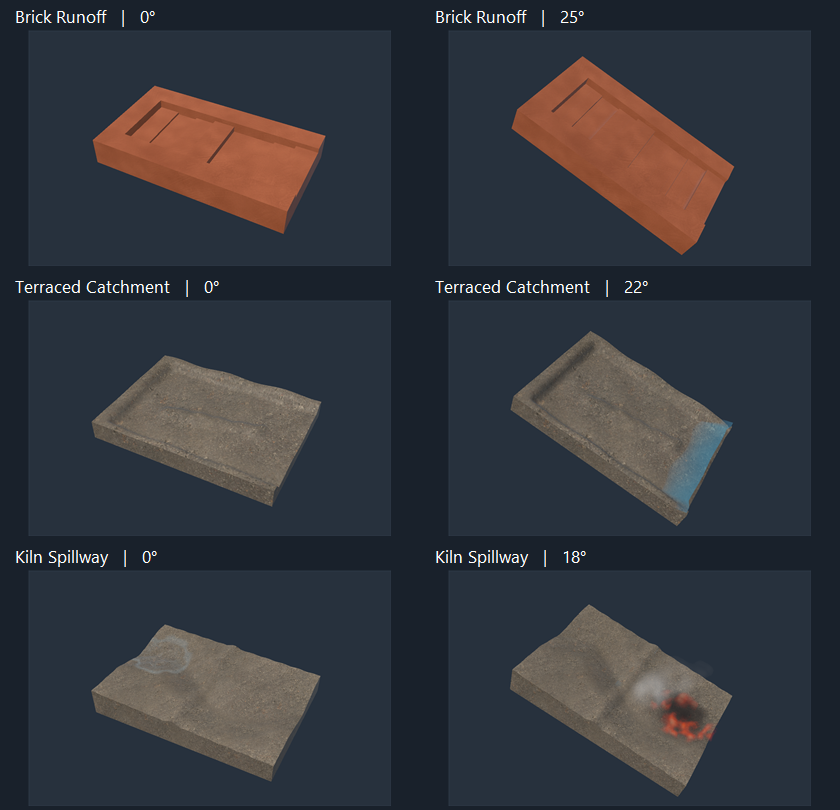 Brick Runoff | 0°
Brick Runoff | 25°
Terraced Catchment | 0°
Terraced Catchment | 22°
Kiln Spillway | 0°
Kiln Spillway | 18°